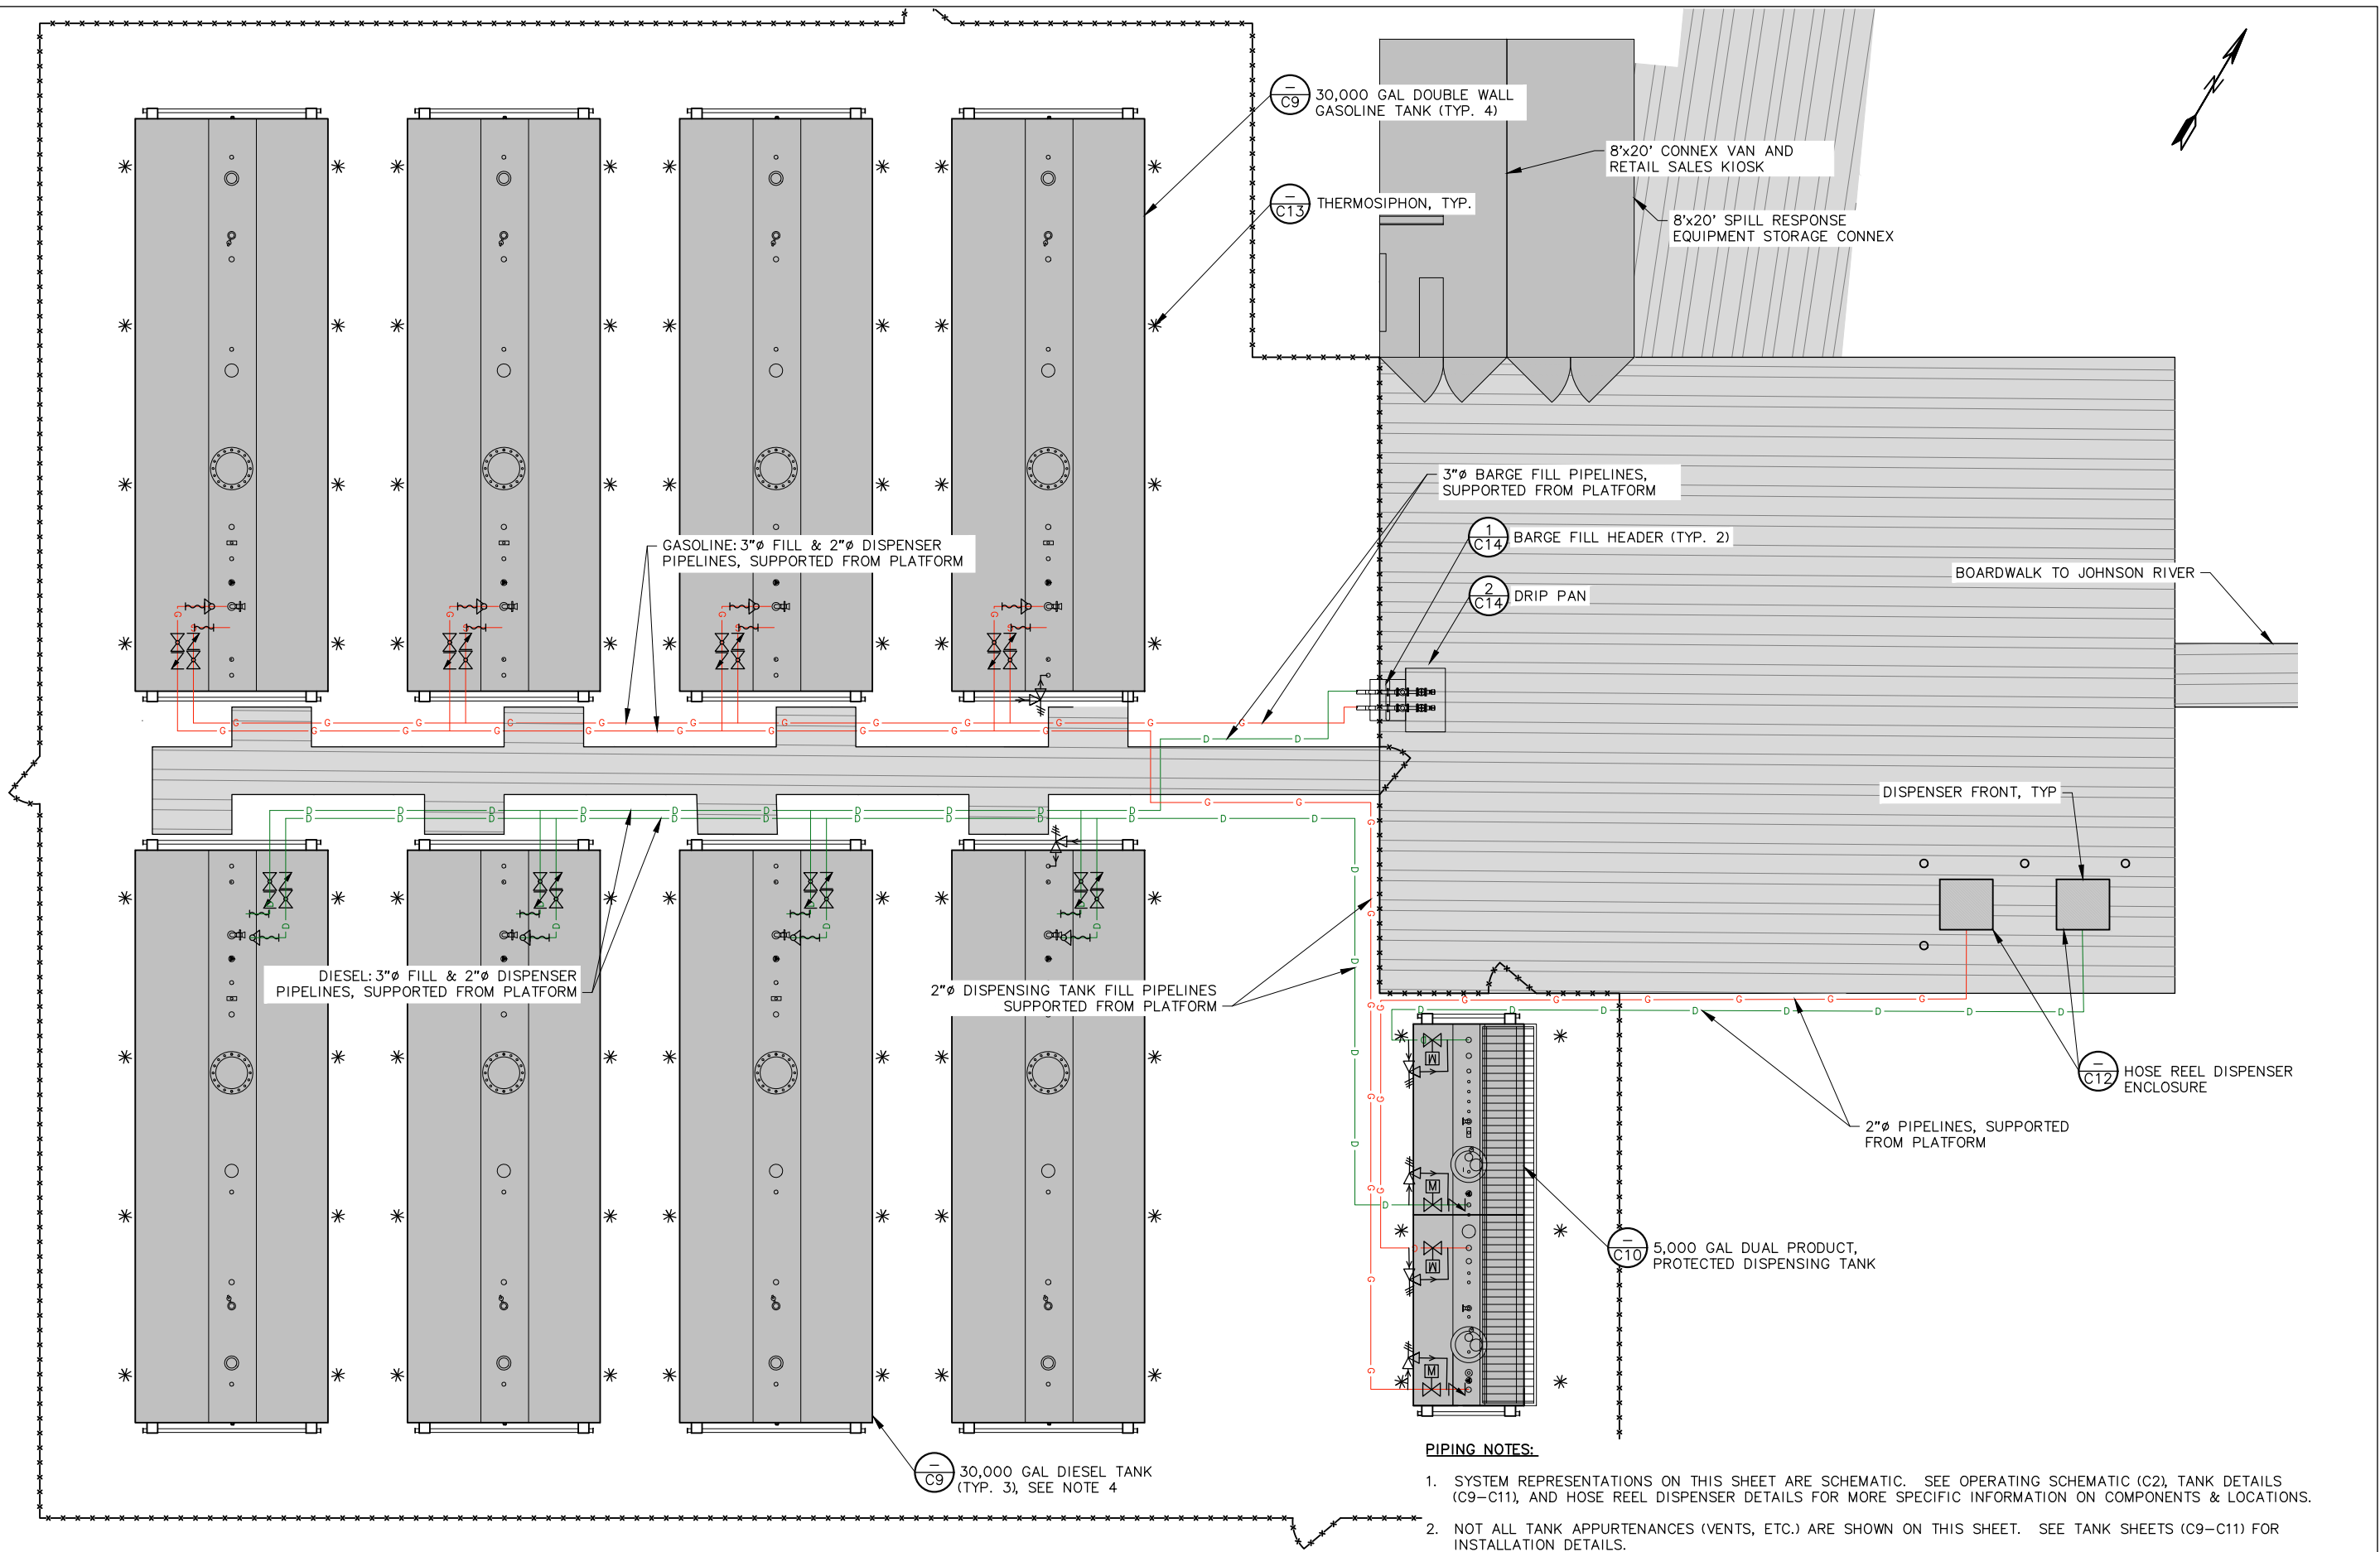 N
–
C9
30,000 GAL DOUBLE WALL
GASOLINE TANK (TYP. 4)
8'x20' CONNEX VAN AND
RETAIL SALES KIOSK
–
C13
THERMOSIPHON, TYP.
8'x20' SPILL RESPONSE
EQUIPMENT STORAGE CONNEX
3"ø BARGE FILL PIPELINES,
SUPPORTED FROM PLATFORM
1
C14
BARGE FILL HEADER (TYP. 2)
GASOLINE: 3"ø FILL & 2"ø DISPENSER
PIPELINES, SUPPORTED FROM PLATFORM
BOARDWALK TO JOHNSON RIVER
2
C14
DRIP PAN
DISPENSER FRONT, TYP
DIESEL: 3"ø FILL & 2"ø DISPENSER
PIPELINES, SUPPORTED FROM PLATFORM
2"ø DISPENSING TANK FILL PIPELINES
SUPPORTED FROM PLATFORM
–
C12
HOSE REEL DISPENSER
ENCLOSURE
2"ø PIPELINES, SUPPORTED
FROM PLATFORM
–
C10
5,000 GAL DUAL PRODUCT,
PROTECTED DISPENSING TANK
–
C9
30,000 GAL DIESEL TANK
(TYP. 3), SEE NOTE 4
PIPING NOTES:
1. SYSTEM REPRESENTATIONS ON THIS SHEET ARE SCHEMATIC. SEE OPERATING SCHEMATIC (C2), TANK DETAILS
(C9–C11), AND HOSE REEL DISPENSER DETAILS FOR MORE SPECIFIC INFORMATION ON COMPONENTS & LOCATIONS.
2. NOT ALL TANK APPURTENANCES (VENTS, ETC.) ARE SHOWN ON THIS SHEET. SEE TANK SHEETS (C9–C11) FOR
INSTALLATION DETAILS.